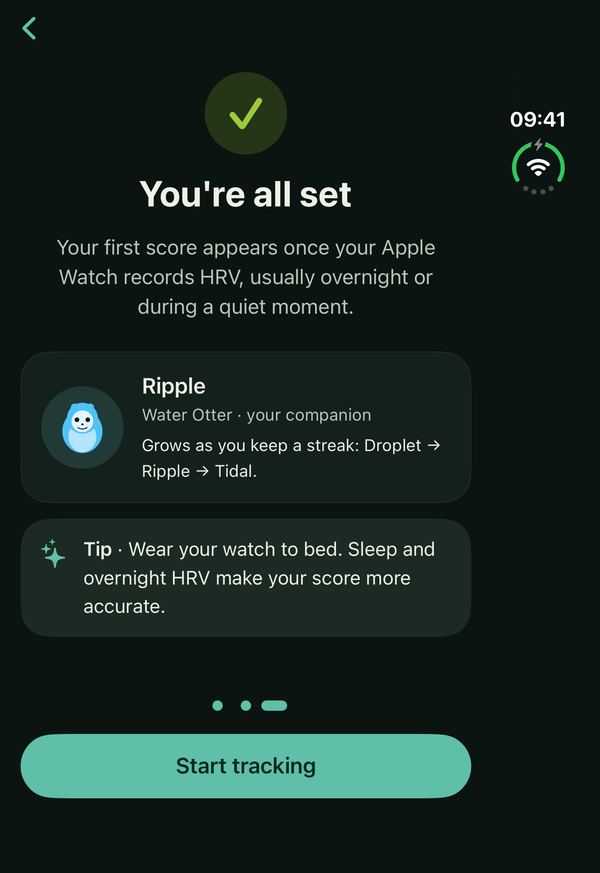 09:41
You're all set
Your first score appears once your Apple
Watch records HRV, usually overnight or
during a quiet moment.
Ripple
Water Otter · your companion
Grows as you keep a streak: Droplet →
Ripple → Tidal.
Tip · Wear your watch to bed. Sleep and
overnight HRV make your score more
accurate.
Start tracking